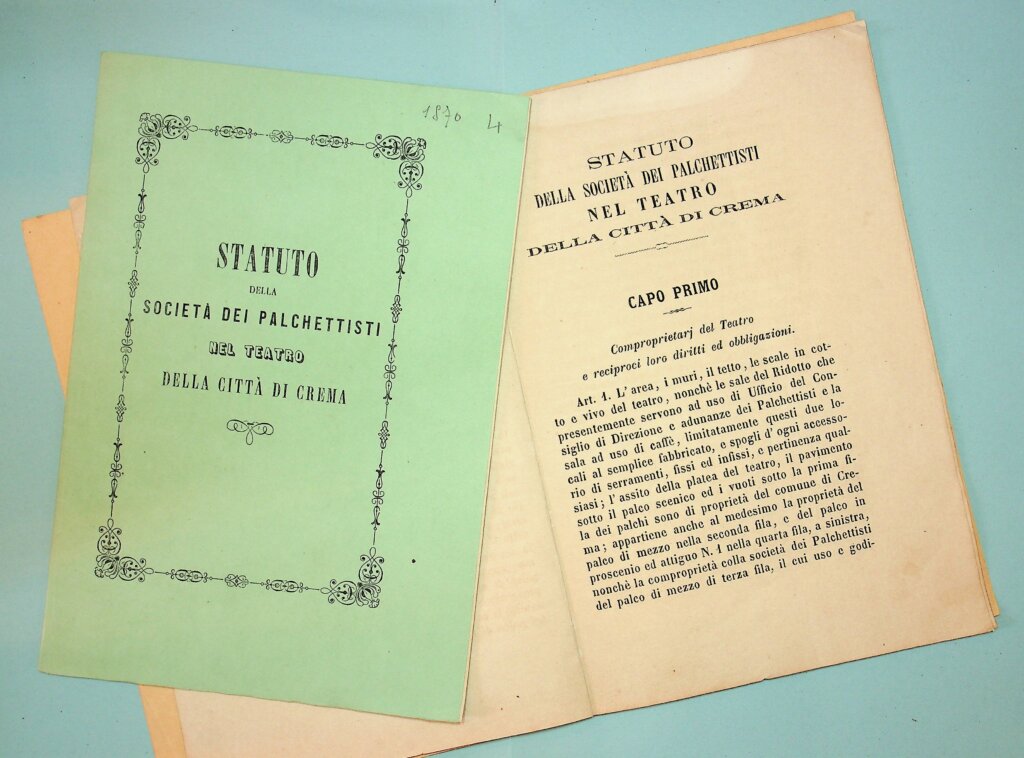 1870 4
STATUTO
DELLA
SOCIETÀ DEI PALCHETTISTI
NEL TEATRO
DELLA CITTÀ DI CREMA
STATUTO
DELLA SOCIETÀ DEI PALCHETTISTI
NEL TEATRO
DELLA CITTÀ DI CREMA
CAPO PRIMO
Comproprietarj del Teatro
e reciproci loro diritti ed obbligazioni.
Art. 1. L' area, i muri, il tetto, le scale in cot-
to e vivo del teatro, nonchè le sale del Ridotto che
presentemente servono ad uso di Ufficio del Con-
siglio di Direzione e adunanze dei Palchettisti e la
sala ad uso di caffè, limitatamente questi due lo-
cali al semplice fabbricato, e spogli d' ogni accesso-
rio di serramenti, fissi ed infissi, e pertinenza qual-
siasi; l' assito della platea del teatro, il pavimento
sotto il palco scenico ed i vuoti sotto la prima fi-
la dei palchi sono di proprietà del comune di Cre-
ma; appartiene anche al medesimo la proprietà del
palco di mezzo nella seconda fila, e del palco in
proscenio ed attiguo N. 1 nella quarta fila, a sinistra,
nonchè la comproprietà colla società dei Palchettisti
del palco di mezzo di terza fila, il cui uso e godi-